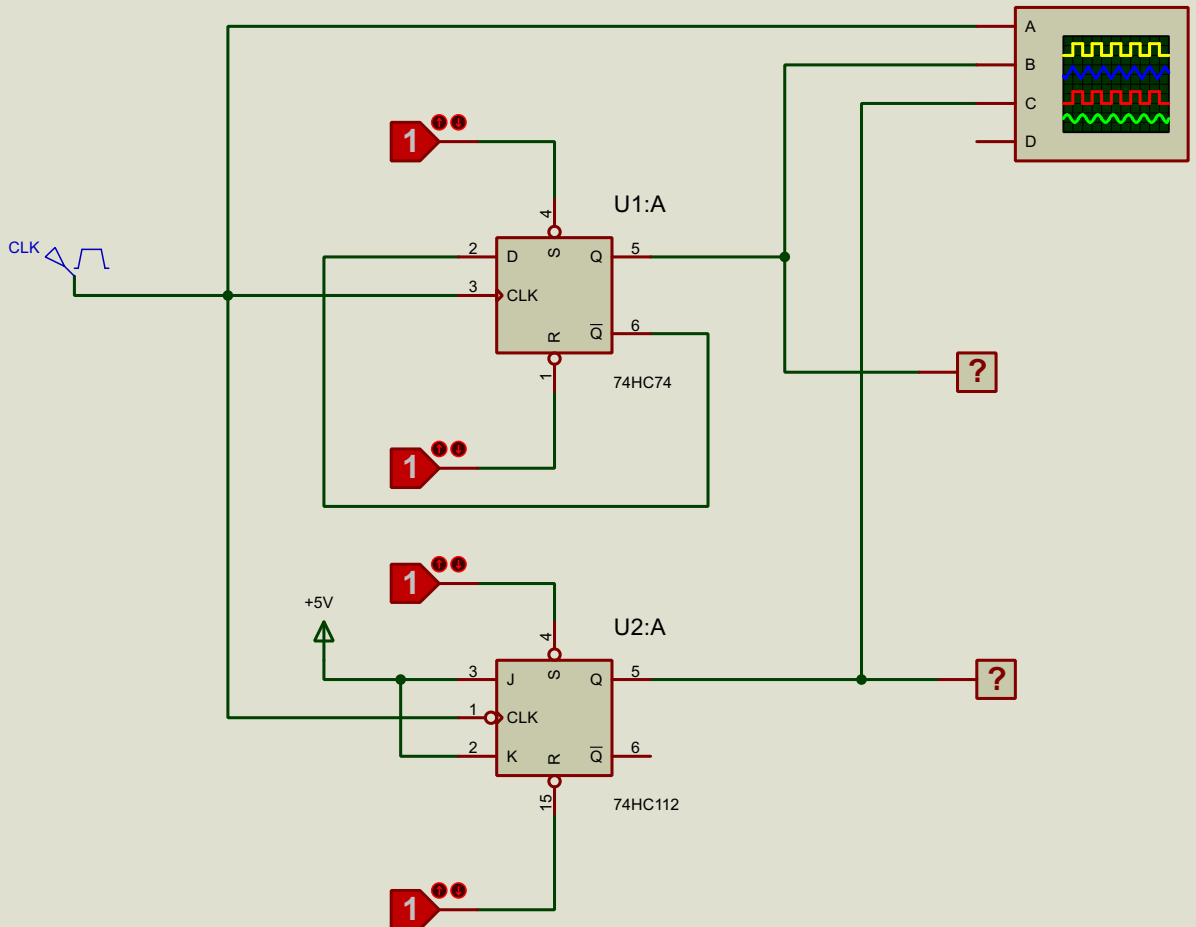 A
B
C
D
1
4
U1:A
CLK
2 D S Q 5
3 CLK
R Q 6
1
74HC74
?
1
1
+5V
4
U2:A
3 J S Q 5
?
1 CLK
2 K R Q 6
15
74HC112
1